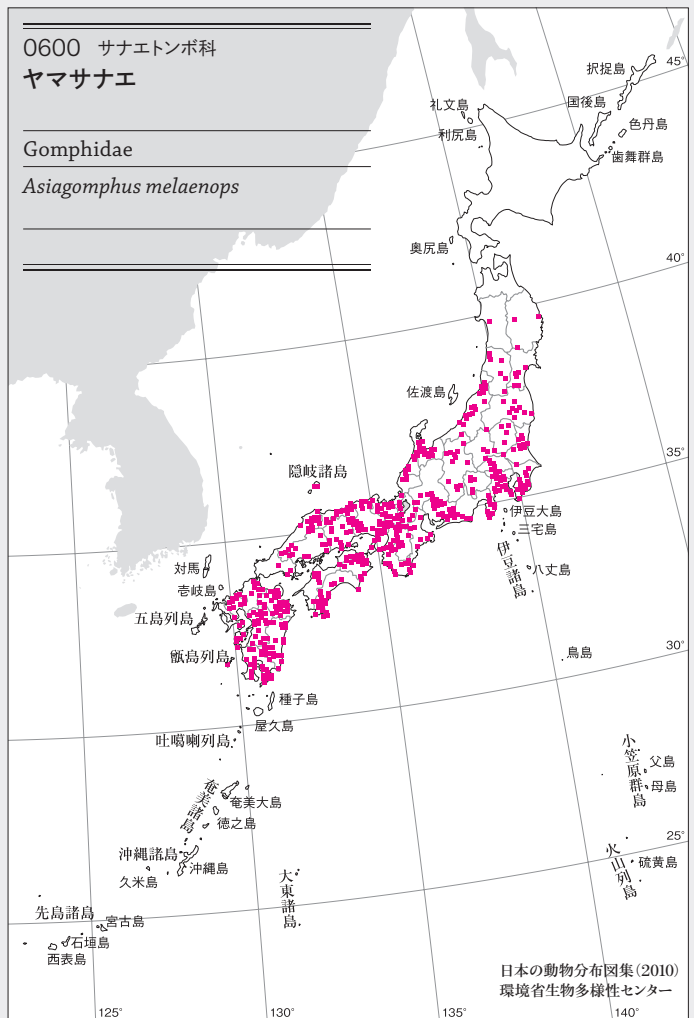 0600 サナエトンボ科
ヤマサナエ
Gomphidae
Asiagomphus melaenops
45°
択捉島
礼文島
国後島
色丹島
利尻島
歯舞群島
奥尻島
40°
佐渡島
35°
隠岐諸島
伊豆大島
三宅島
伊豆諸島
八丈島
対馬
壱岐島
五島列島
甑島列島
鳥島
30°
種子島
屋久島
吐噶喇列島
小笠原群島
父島
母島
奄美諸島
奄美大島
徳之島
25°
沖縄諸島
沖縄島
久米島
火山列島
硫黄島
大東諸島
先島諸島
宮古島
石垣島
西表島
日本の動物分布図集(2010)
環境省生物多様性センター
125°
130°
135°
140°